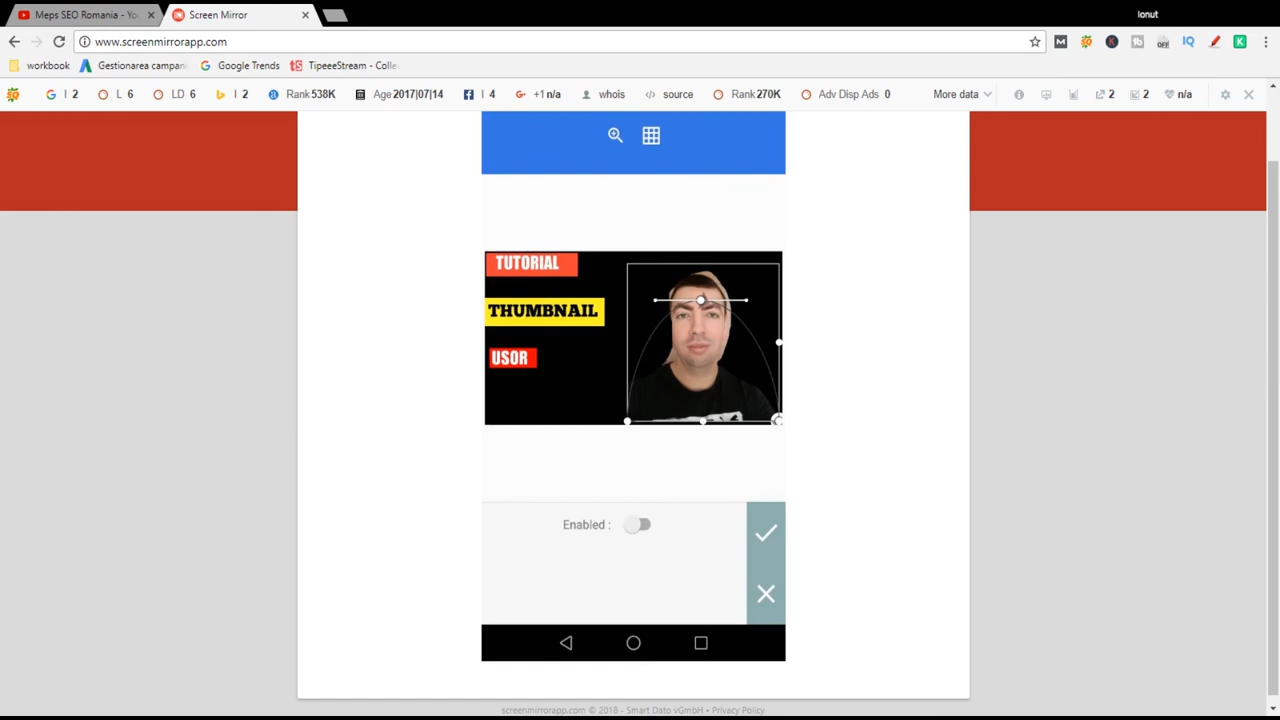 Meps SEO Romania - Yo
Screen Mirror
Ionut
www.screenmirrorapp.com
workbook
Gestionarea campan
Google Trends
TipeeeStream - Colle
I 2
L 6
LD 6
I 2
Rank 538K
Age 2017|07|14
I 4
+1 n/a
whois
source
Rank 270K
Adv Disp Ads 0
More data
2
2
n/a
TUTORIAL
THUMBNAIL
USOR
Enabled :
screenmirrorapp.com © 2018 - Smart Dato vGmbH • Privacy Policy